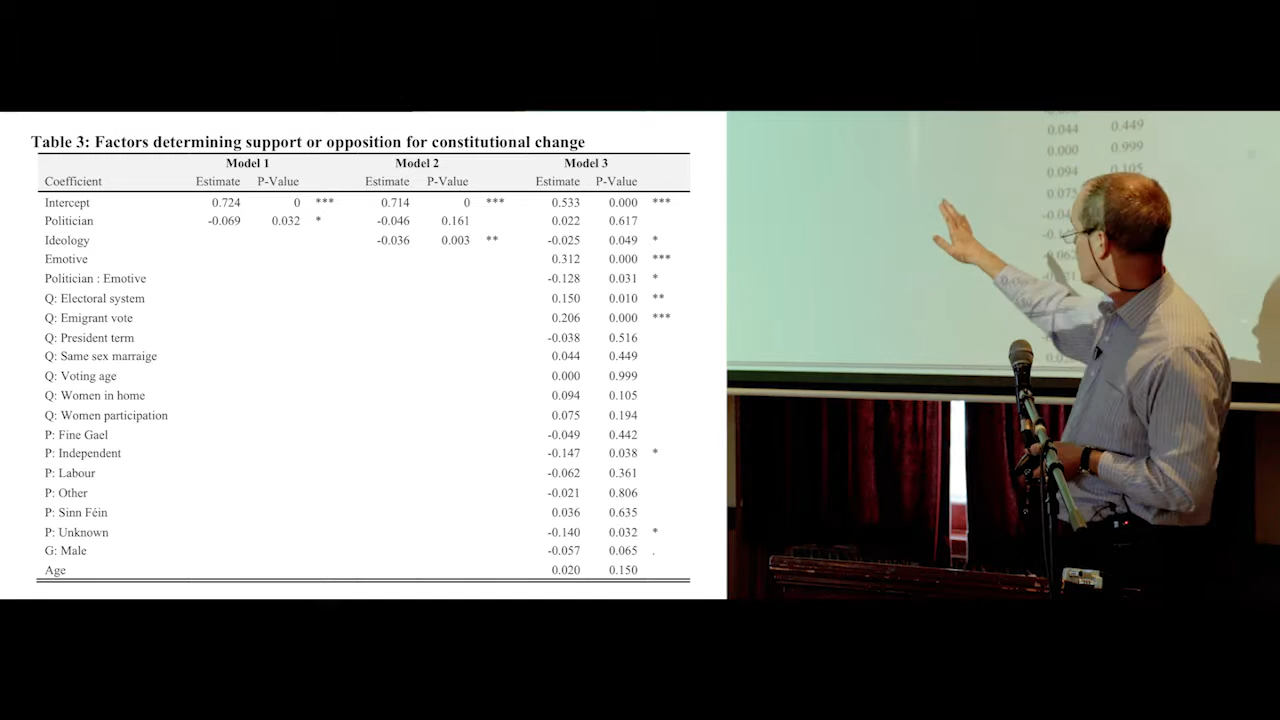 Table 3: Factors determining support or opposition for constitutional change
Model 1 Model 2 Model 3
Coefficient Estimate P-Value Estimate P-Value Estimate P-Value
Intercept 0.724 0 *** 0.714 0 *** 0.533 0.000 ***
Politician -0.069 0.032 * -0.046 0.161 0.022 0.617
Ideology -0.036 0.003 ** -0.025 0.049 *
Emotive 0.312 0.000 ***
Politician : Emotive -0.128 0.031 *
Q: Electoral system 0.150 0.010 **
Q: Emigrant vote 0.206 0.000 ***
Q: President term -0.038 0.516
Q: Same sex marraige 0.044 0.449
Q: Voting age 0.000 0.999
Q: Women in home 0.094 0.105
Q: Women participation 0.075 0.194
P: Fine Gael -0.049 0.442
P: Independent -0.147 0.038 *
P: Labour -0.062 0.361
P: Other -0.021 0.806
P: Sinn Féin 0.036 0.635
P: Unknown -0.140 0.032 *
G: Male -0.057 0.065 .
Age 0.020 0.150
0.044 0.449
0.000 0.999
0.094 0.105
0.075